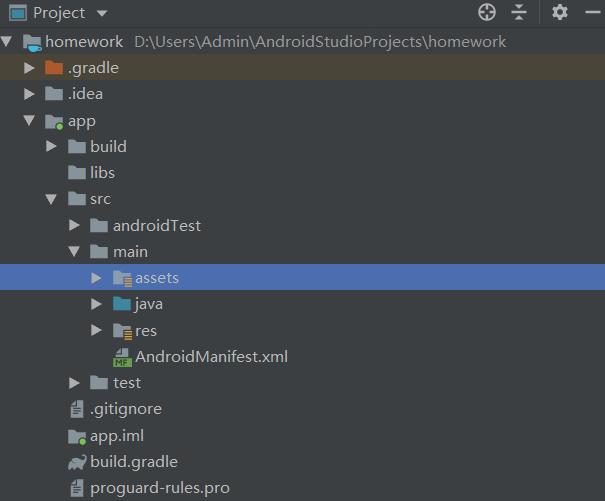 Project
homework D:\Users\Admin\AndroidStudioProjects\homework
.gradle
.idea
app
build
libs
src
androidTest
main
assets
java
res
MF AndroidManifest.xml
test
.gitignore
app.iml
build.gradle
proguard-rules.pro